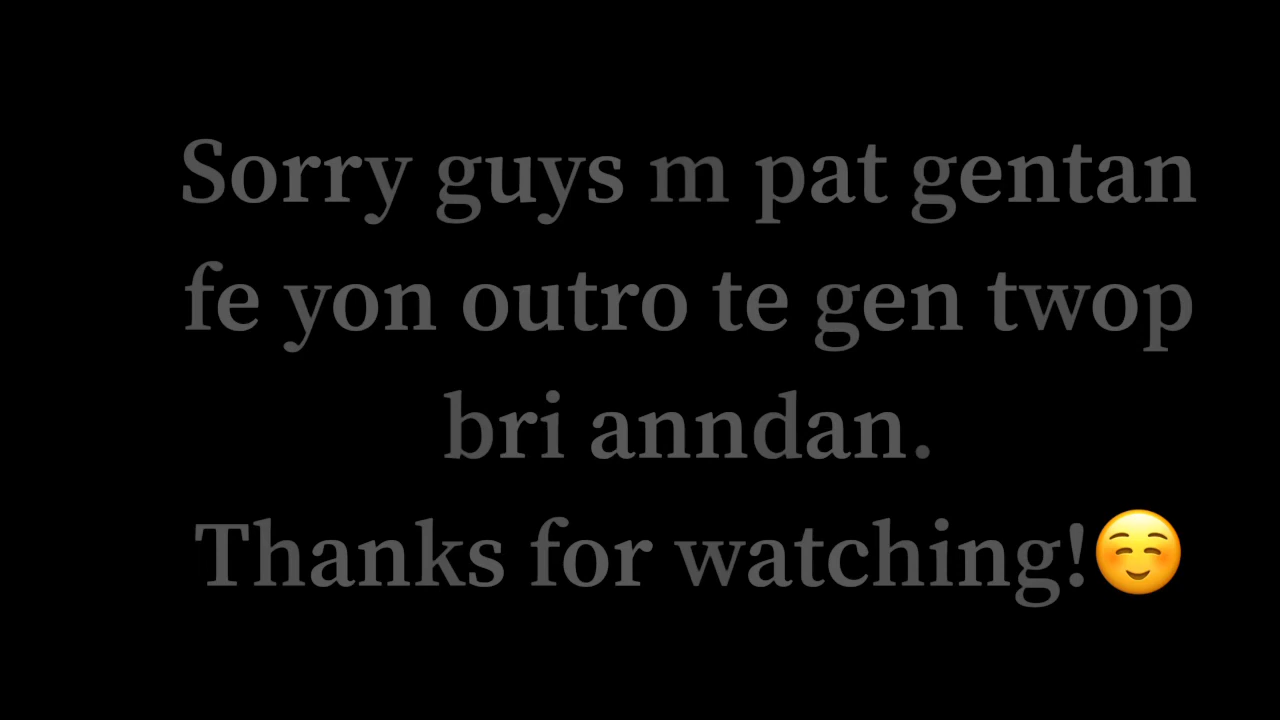 Sorry guys m pat gentan
fe yon outro te gen twop
bri anndan.
Thanks for watching!☺️